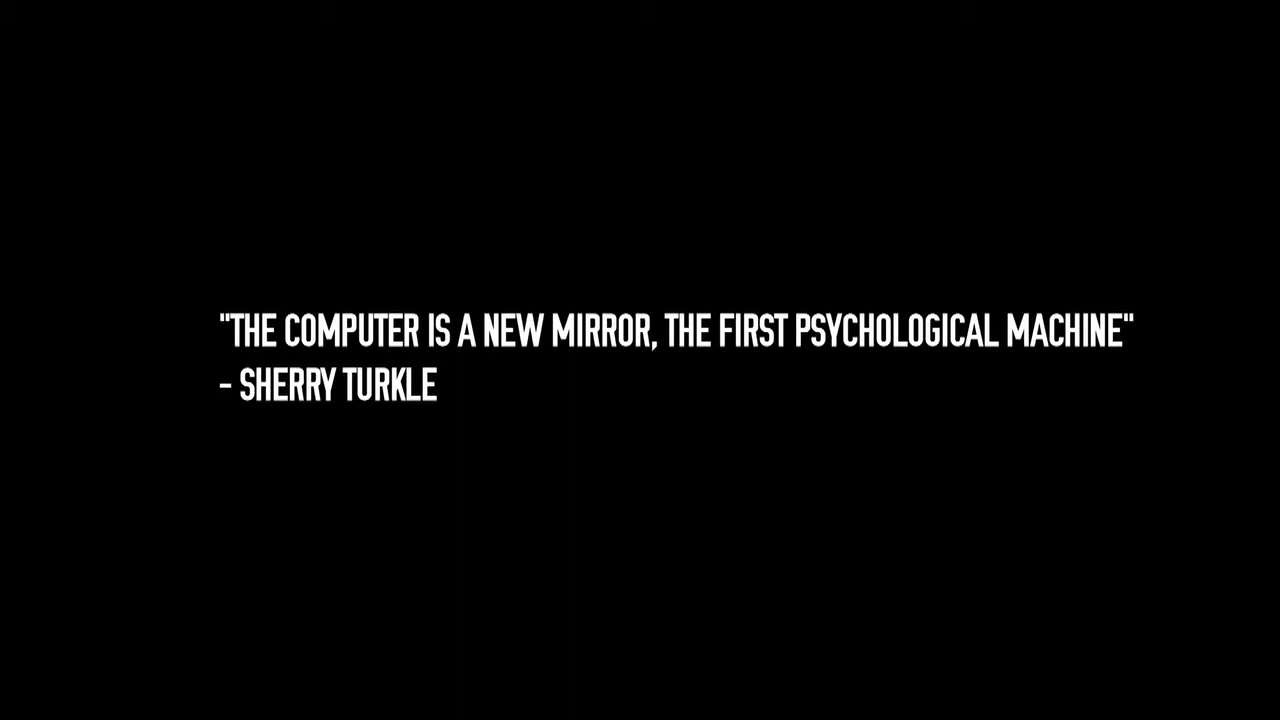 "THE COMPUTER IS A NEW MIRROR, THE FIRST PSYCHOLOGICAL MACHINE"
- SHERRY TURKLE